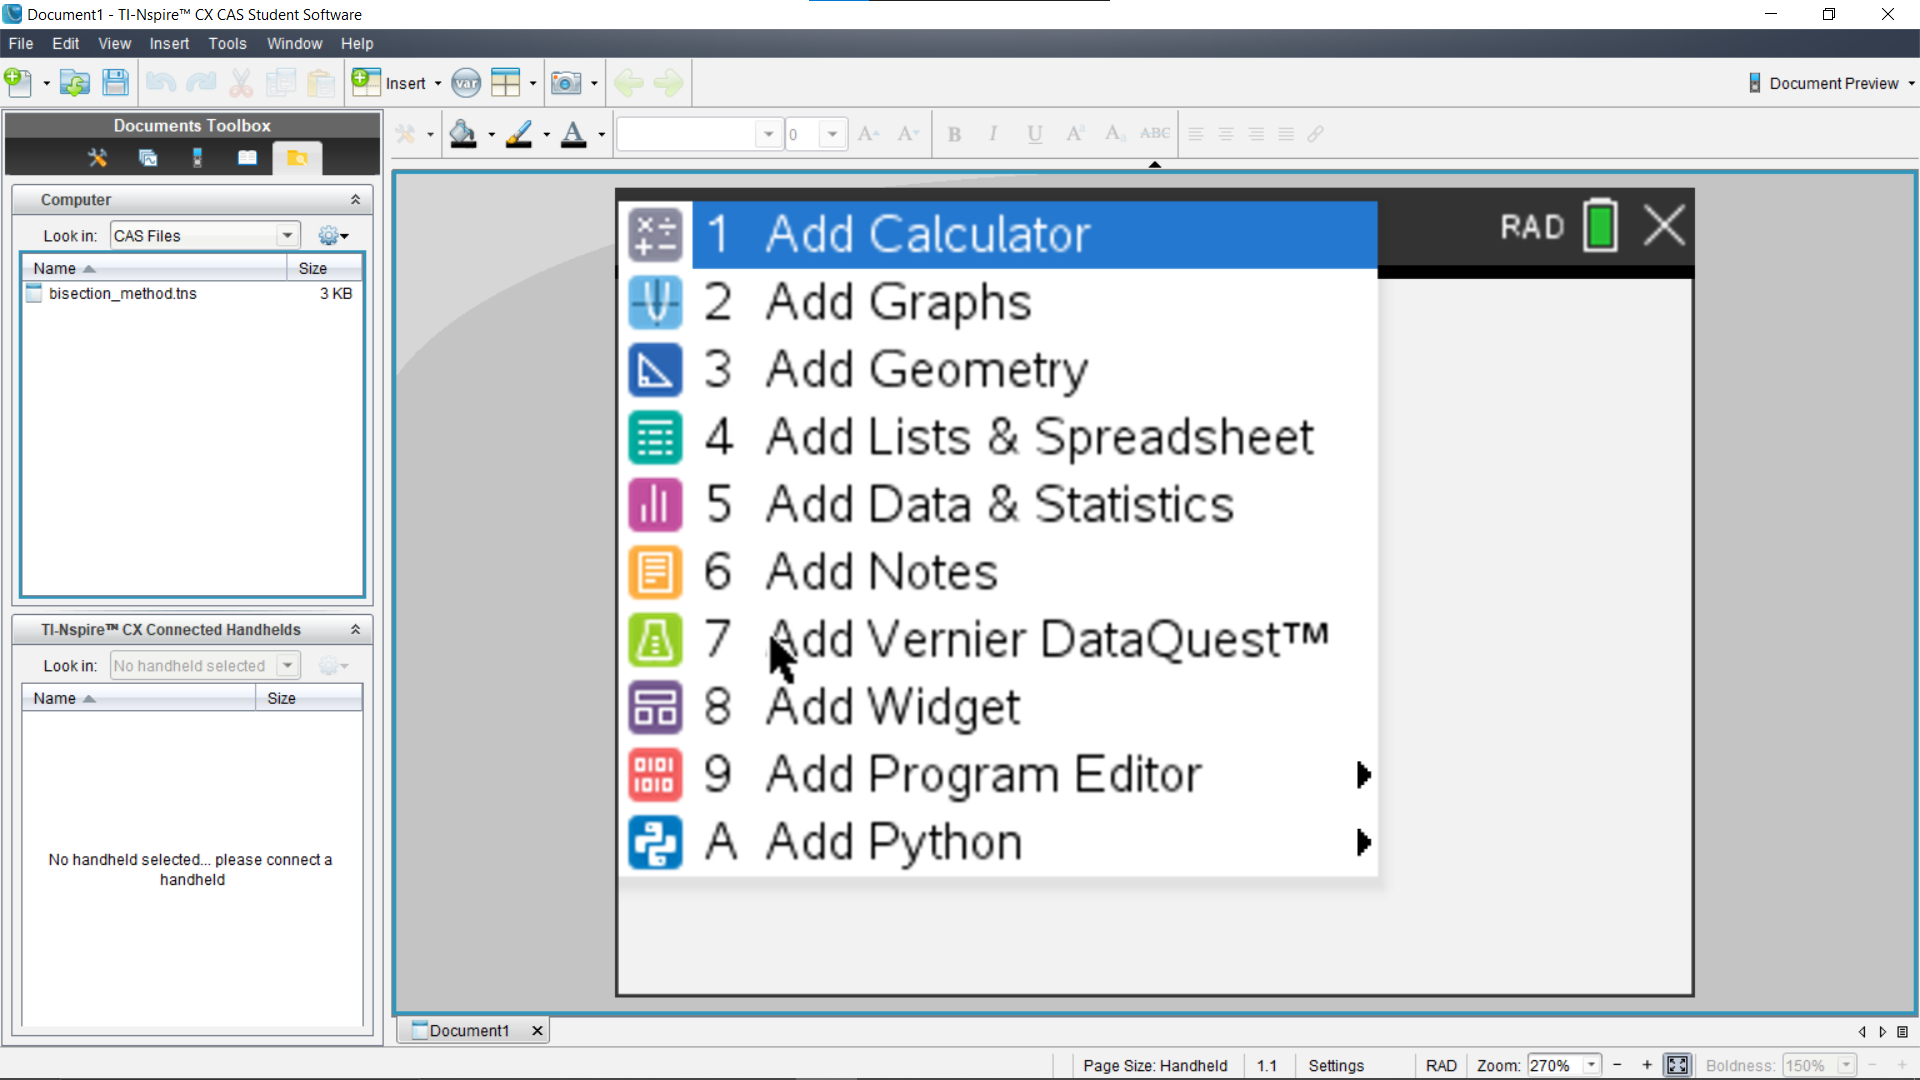 Document1 - TI-Nspire™ CX CAS Student Software
File Edit View Insert Tools Window Help
Insert var Document Preview
Documents Toolbox
0 A A B I U A A ABC
Computer
Look in: CAS Files
Name Size
bisection_method.tns 3 KB
TI-Nspire™ CX Connected Handhelds
Look in: No handheld selected
Name Size
No handheld selected... please connect a
handheld
RAD
1 Add Calculator
2 Add Graphs
3 Add Geometry
4 Add Lists & Spreadsheet
5 Add Data & Statistics
6 Add Notes
7 Add Vernier DataQuest™
8 Add Widget
9 Add Program Editor
A Add Python
Document1
Page Size: Handheld 1.1 Settings RAD Zoom: 270% - + Boldness: 150% - +